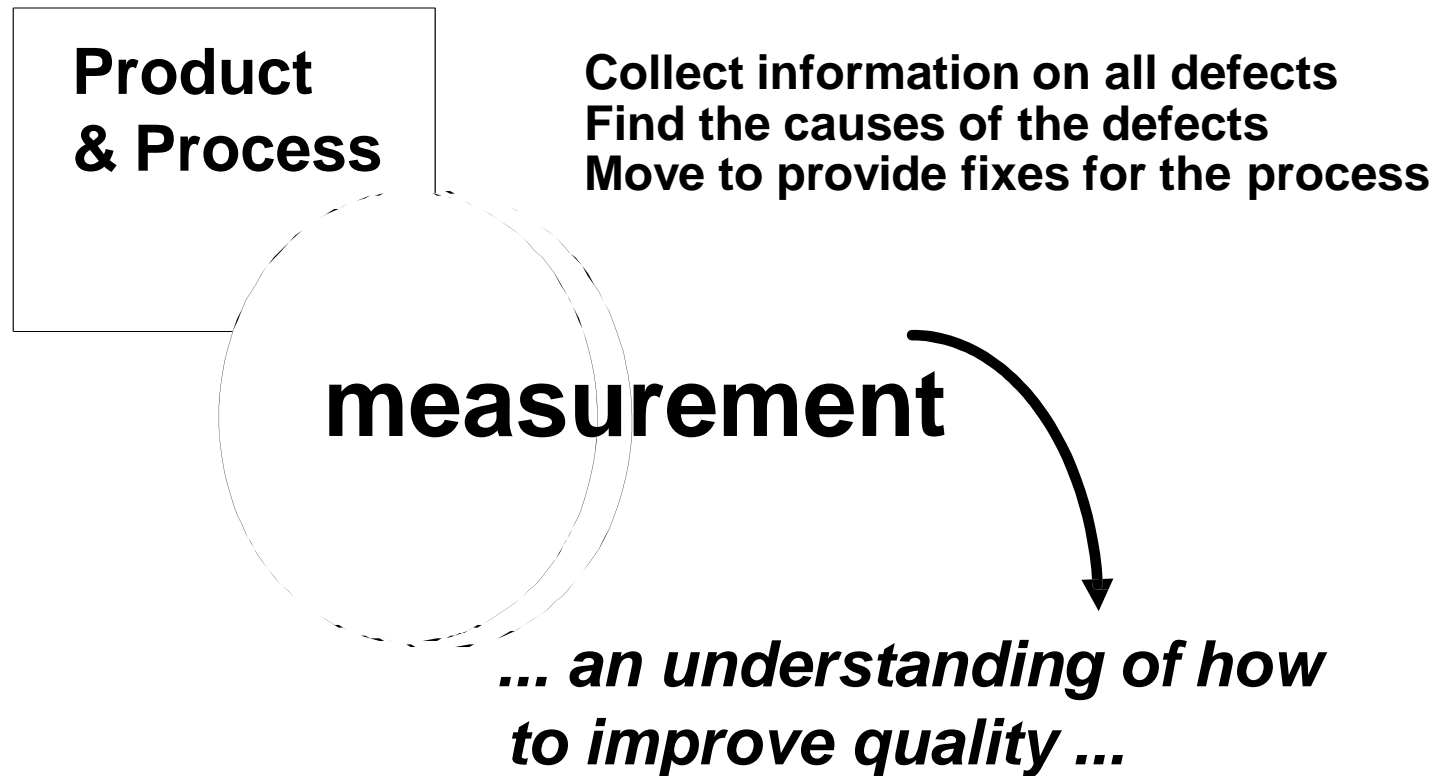 Product
& Process
Collect information on all defects
Find the causes of the defects
Move to provide fixes for the process
measurement
... an understanding of how
to improve quality ...